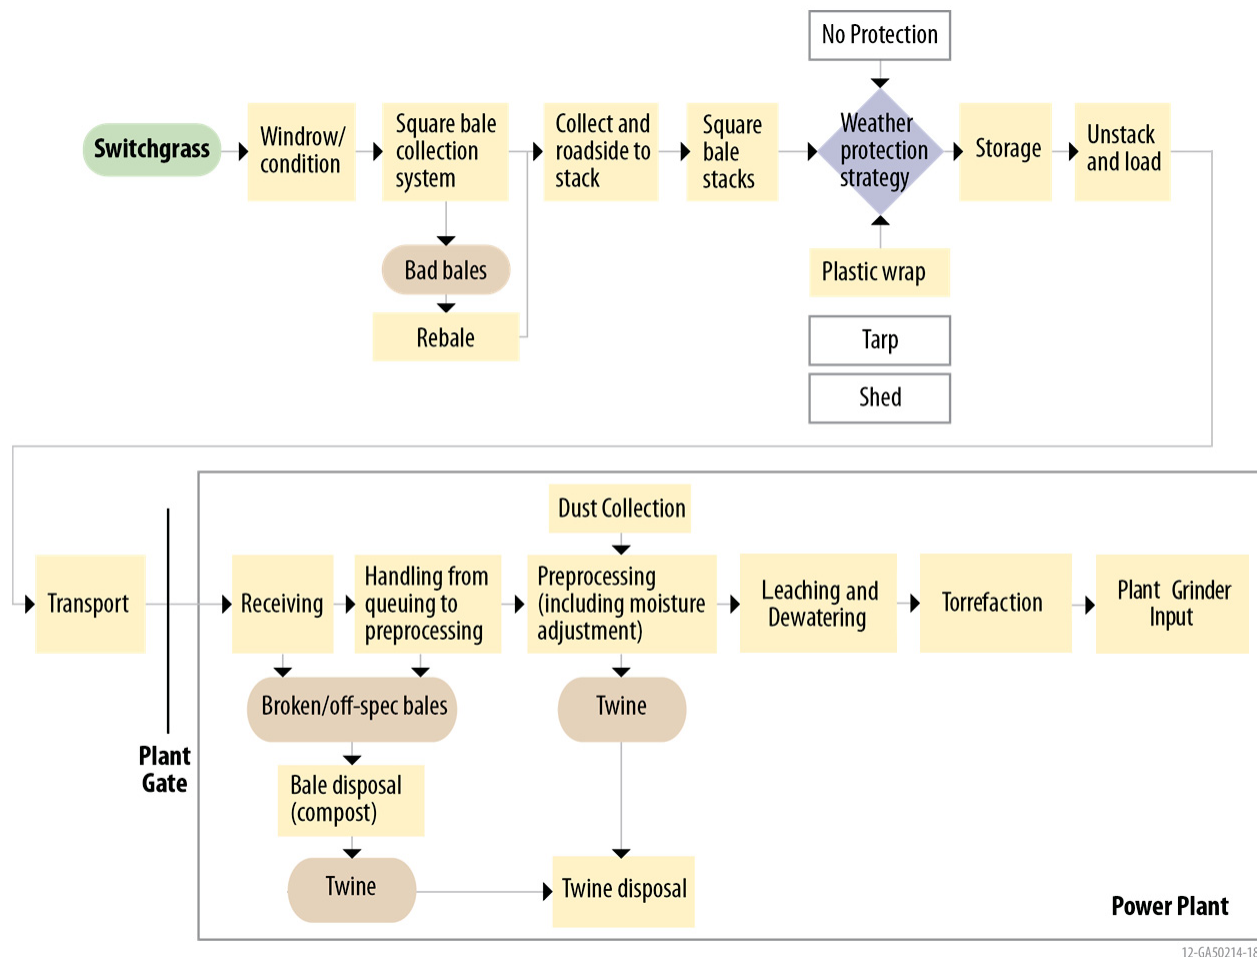 No Protection
Switchgrass
Windrow/
condition
Square bale
collection
system
Collect and
roadside to
stack
Square
bale
stacks
Weather
protection
strategy
Storage
Unstack
and load
Bad bales
Rebale
Plastic wrap
Tarp
Shed
Dust Collection
Transport
Receiving
Handling from
queuing to
preprocessing
Preprocessing
(including moisture
adjustment)
Leaching and
Dewatering
Torrefaction
Plant Grinder
Input
Broken/off-spec bales
Twine
Plant
Gate
Bale disposal
(compost)
Twine
Twine disposal
Power Plant
12-GA50214-18